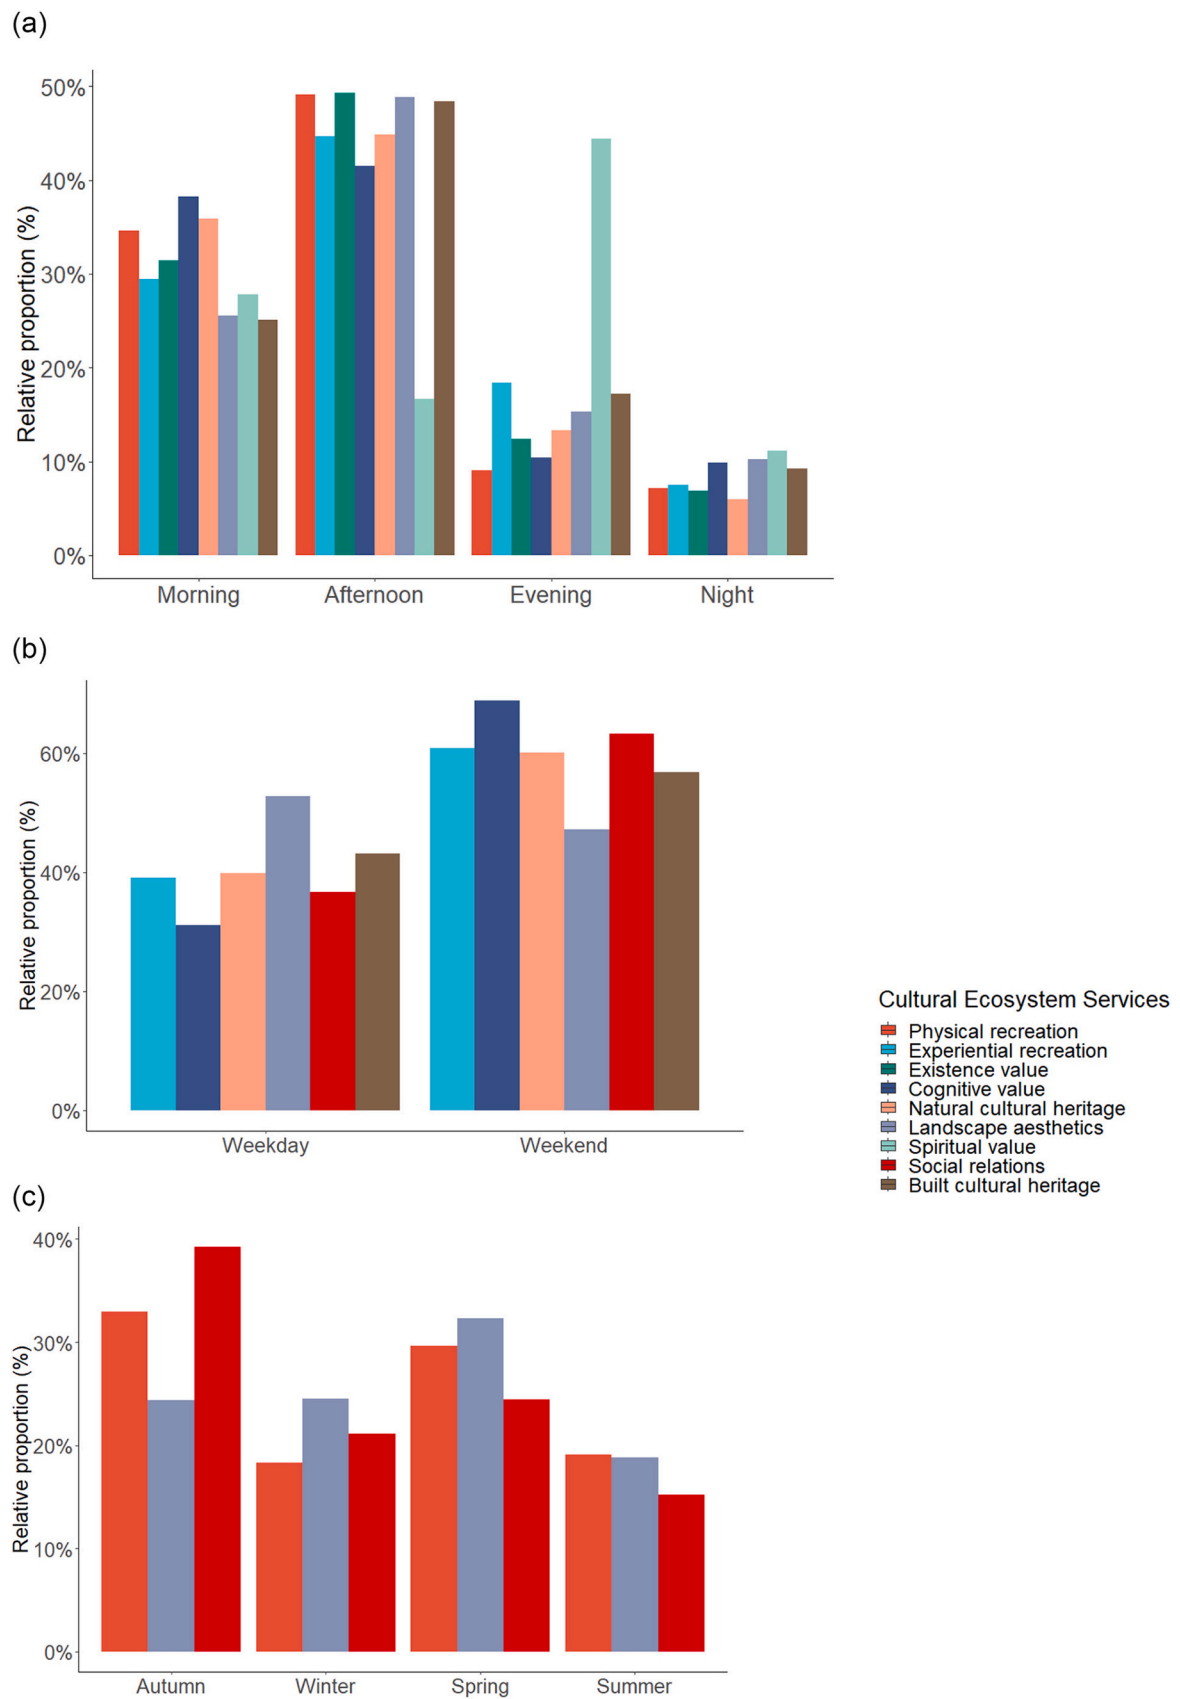 (a)
Relative proportion (%)
50%
40%
30%
20%
10%
0%
Morning Afternoon Evening Night
(b)
Relative proportion (%)
60%
40%
20%
0%
Weekday Weekend
Cultural Ecosystem Services
Physical recreation
Experiential recreation
Existence value
Cognitive value
Natural cultural heritage
Landscape aesthetics
Spiritual value
Social relations
Built cultural heritage
(c)
Relative proportion (%)
40%
30%
20%
10%
0%
Autumn Winter Spring Summer